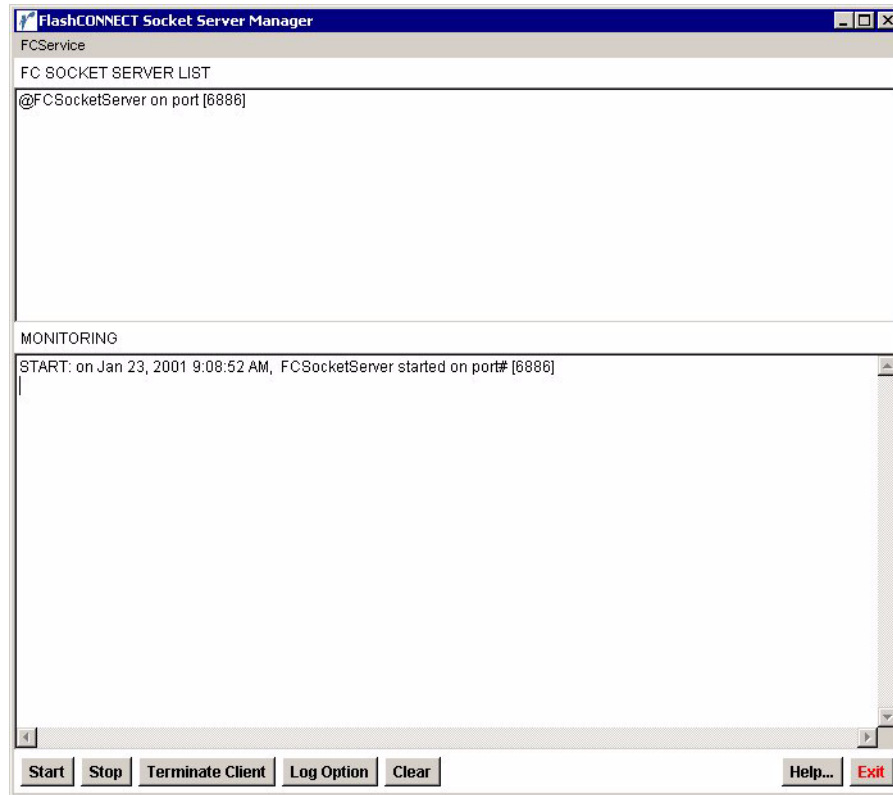 FlashCONNECT Socket Server Manager
FCService
FC SOCKET SERVER LIST
@FCSocketServer on port [6886]
MONITORING
START: on Jan 23, 2001 9:08:52 AM, FCSocketServer started on port# [6886]
Start Stop Terminate Client Log Option Clear Help... Exit